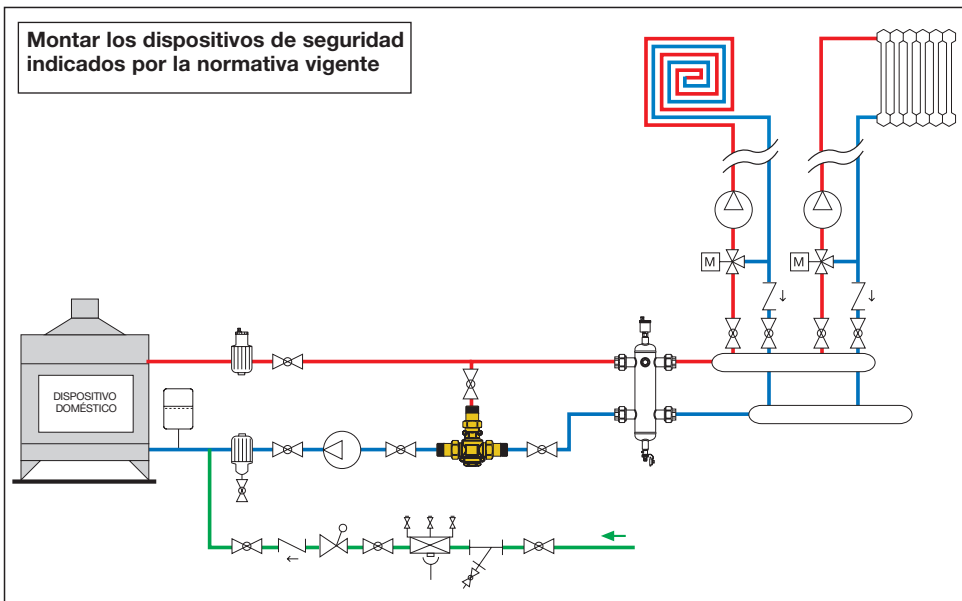 Montar los dispositivos de seguridad
indicados por la normativa vigente
M
M
DISPOSITIVO
DOMÉSTICO